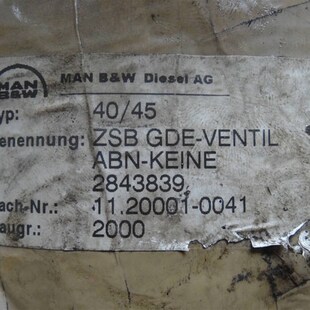 MAN B&W
MAN B&W Diesel AG
yp: 40/45
enennung: ZSB GDE-VENTIL
ABN-KEINE
2843839
ach-Nr.: 11.20001-0041
augr.: 2000